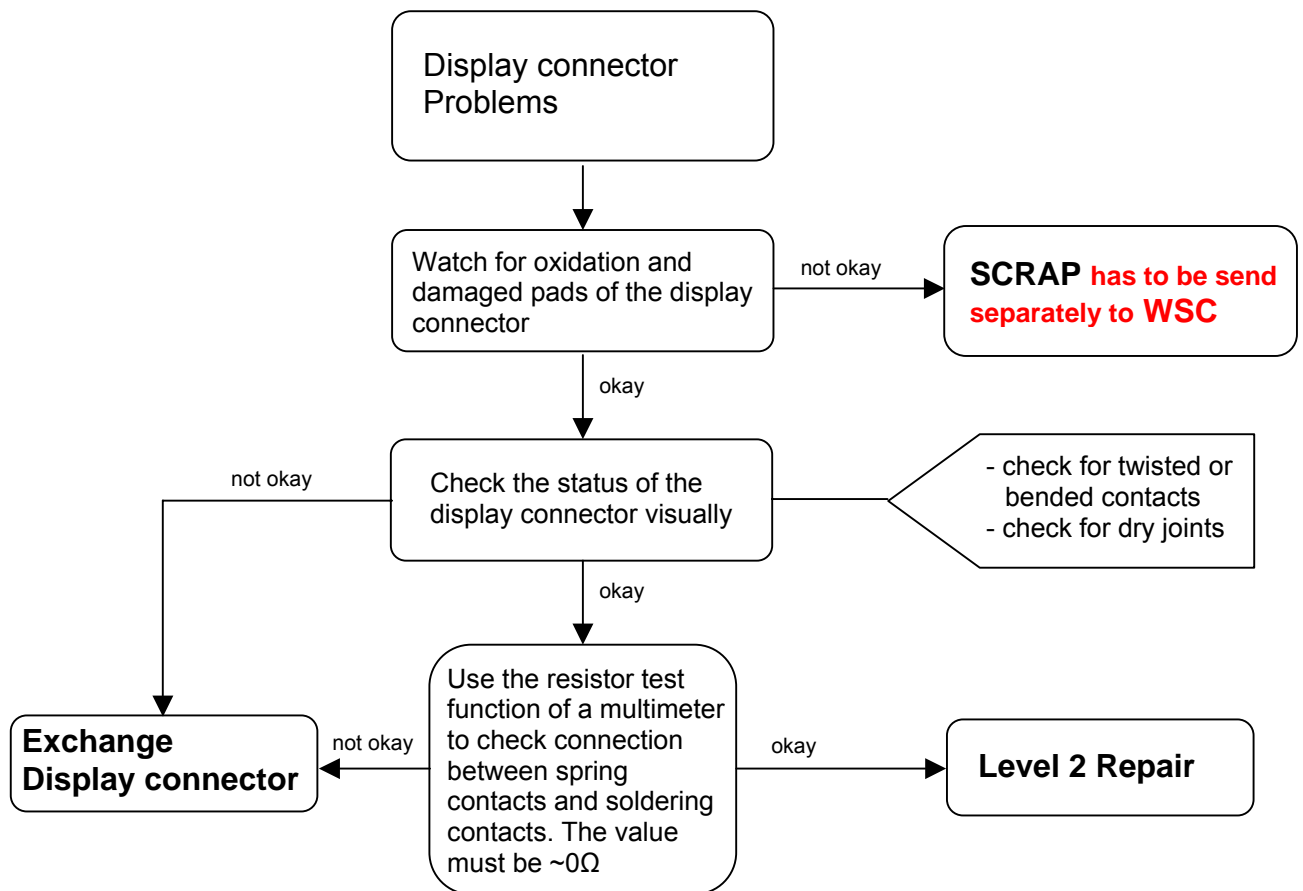 Display connector
Problems
Watch for oxidation and
damaged pads of the display
connector
not okay
SCRAP has to be send
separately to WSC
okay
not okay
Check the status of the
display connector visually
- check for twisted or
bended contacts
- check for dry joints
okay
Use the resistor test
function of a multimeter
to check connection
between spring
contacts and soldering
contacts. The value
must be ~0Ω
not okay
Exchange
Display connector
okay
Level 2 Repair